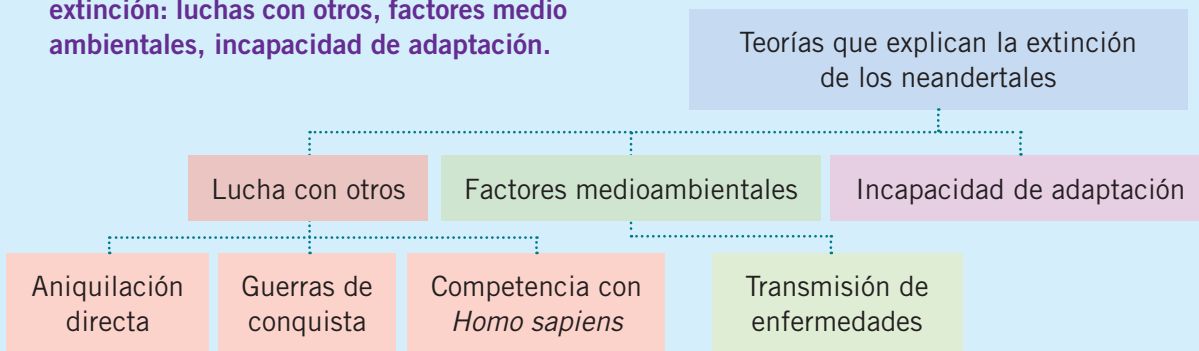 extinción: luchas con otros, factores medio
ambientales, incapacidad de adaptación.
Teorías que explican la extinción
de los neandertales
Lucha con otros
Factores medioambientales
Incapacidad de adaptación
Aniquilación
directa
Guerras de
conquista
Competencia con
Homo sapiens
Transmisión de
enfermedades